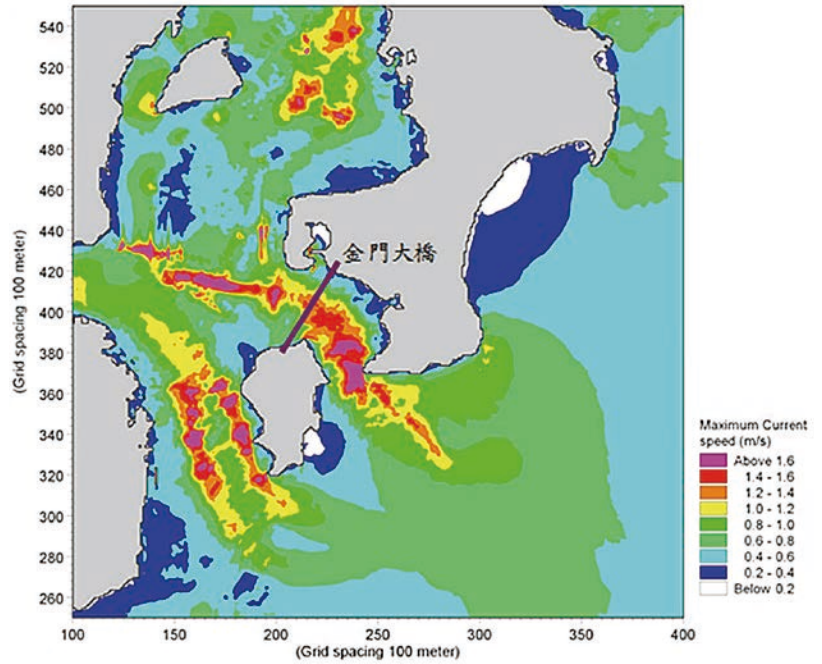 540
520
500
480
460
440
420
400
380
360
340
320
300
280
260
(Grid spacing 100 meter)
金門大橋
100 150 200 250 300 350 400
(Grid spacing 100 meter)
Maximum Current
speed (m/s)
Above 1.6
1.4 - 1.6
1.2 - 1.4
1.0 - 1.2
0.8 - 1.0
0.6 - 0.8
0.4 - 0.6
0.2 - 0.4
Below 0.2